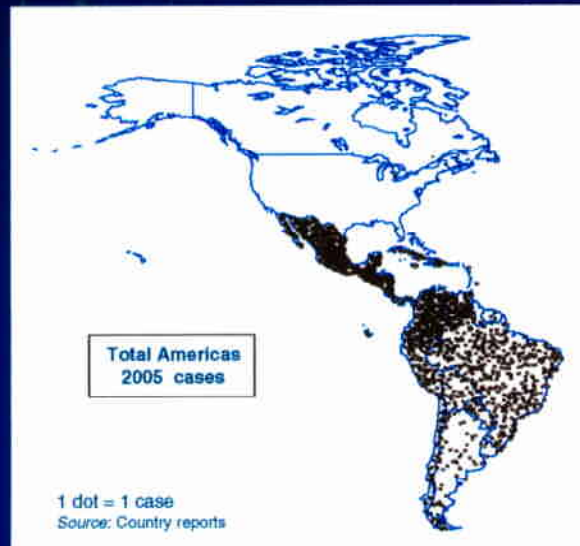 Total Americas
2005 cases
1 dot = 1 case
Source: Country reports